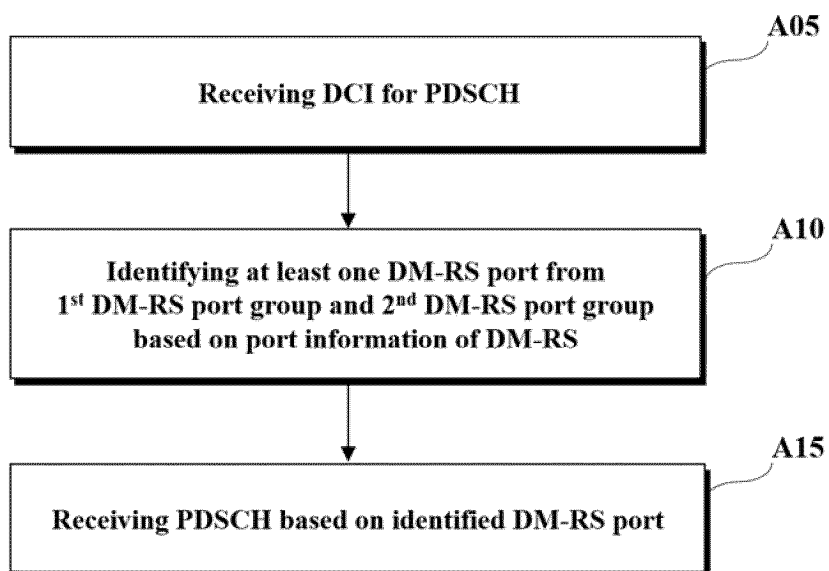 A05
Receiving DCI for PDSCH
A10
Identifying at least one DM-RS port from
1st DM-RS port group and 2nd DM-RS port group
based on port information of DM-RS
A15
Receiving PDSCH based on identified DM-RS port